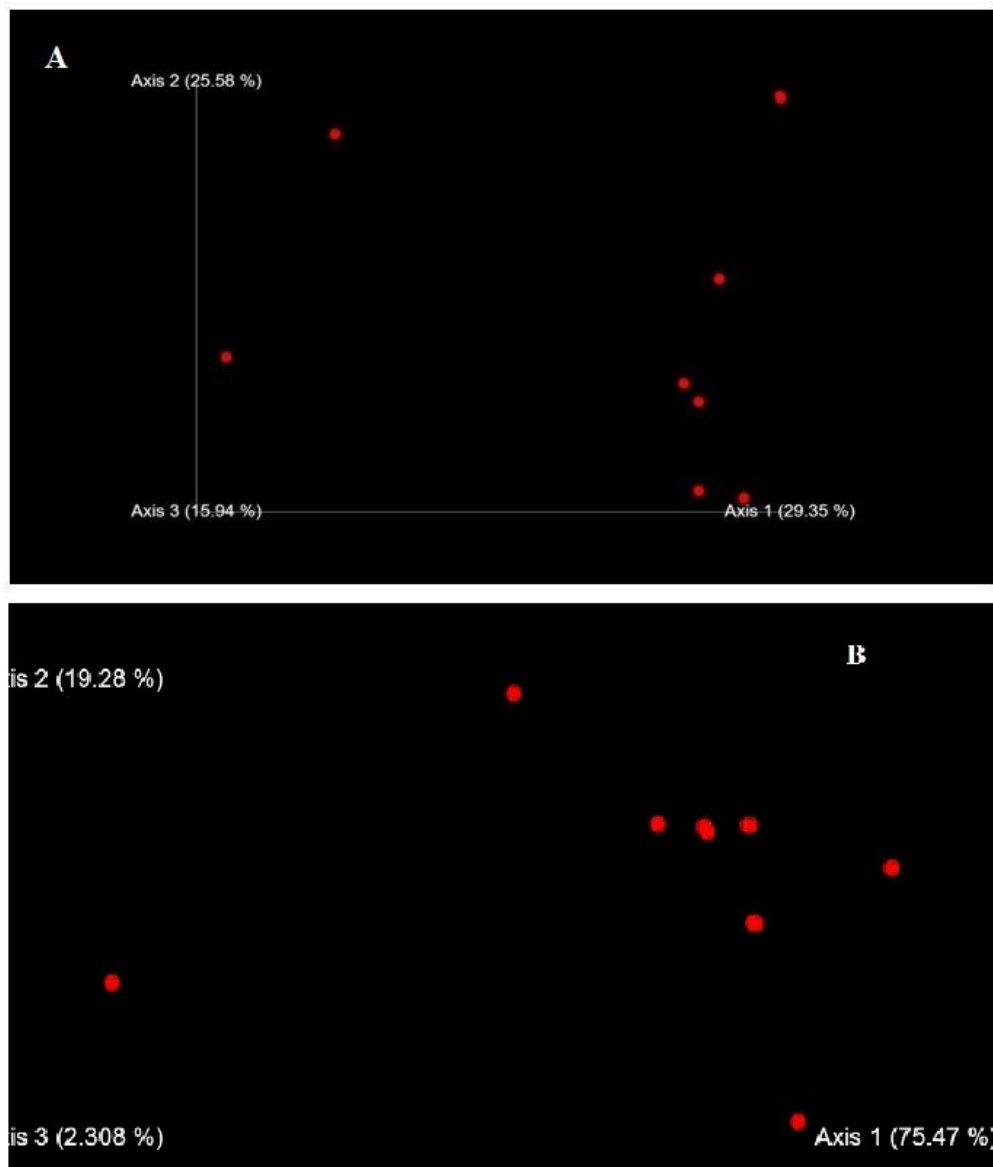 A
Axis 2 (25.58 %)
Axis 3 (15.94 %)
Axis 1 (29.35 %)
B
is 2 (19.28 %)
is 3 (2.308 %)
Axis 1 (75.47 %)